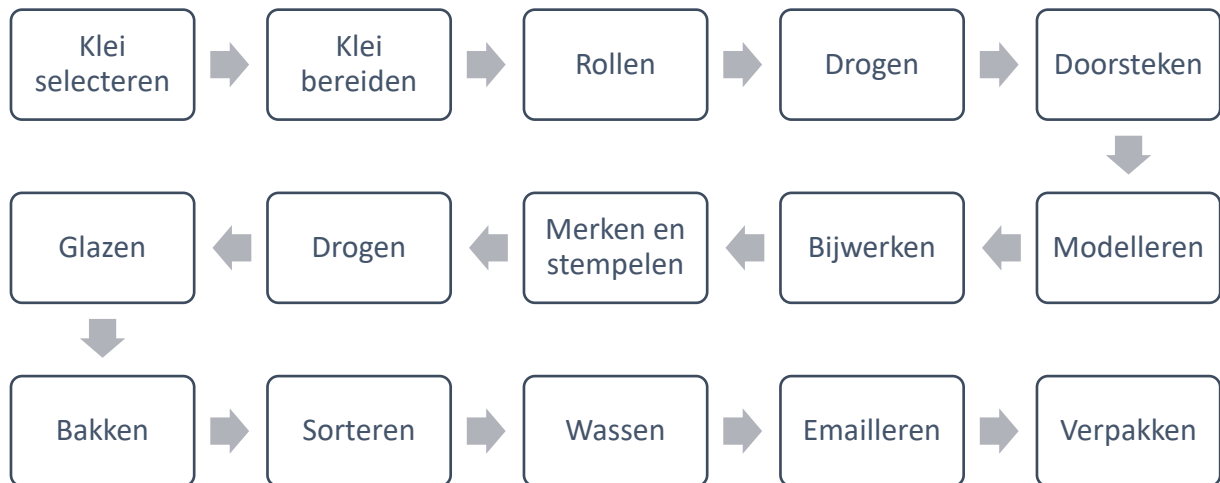 Klei
selecteren
Klei
bereiden
Rollen
Drogen
Doorsteken
Glazen
Drogen
Merken en
stempelen
Bijwerken
Modelleren
Bakken
Sorteren
Wassen
Emailleren
Verpakken